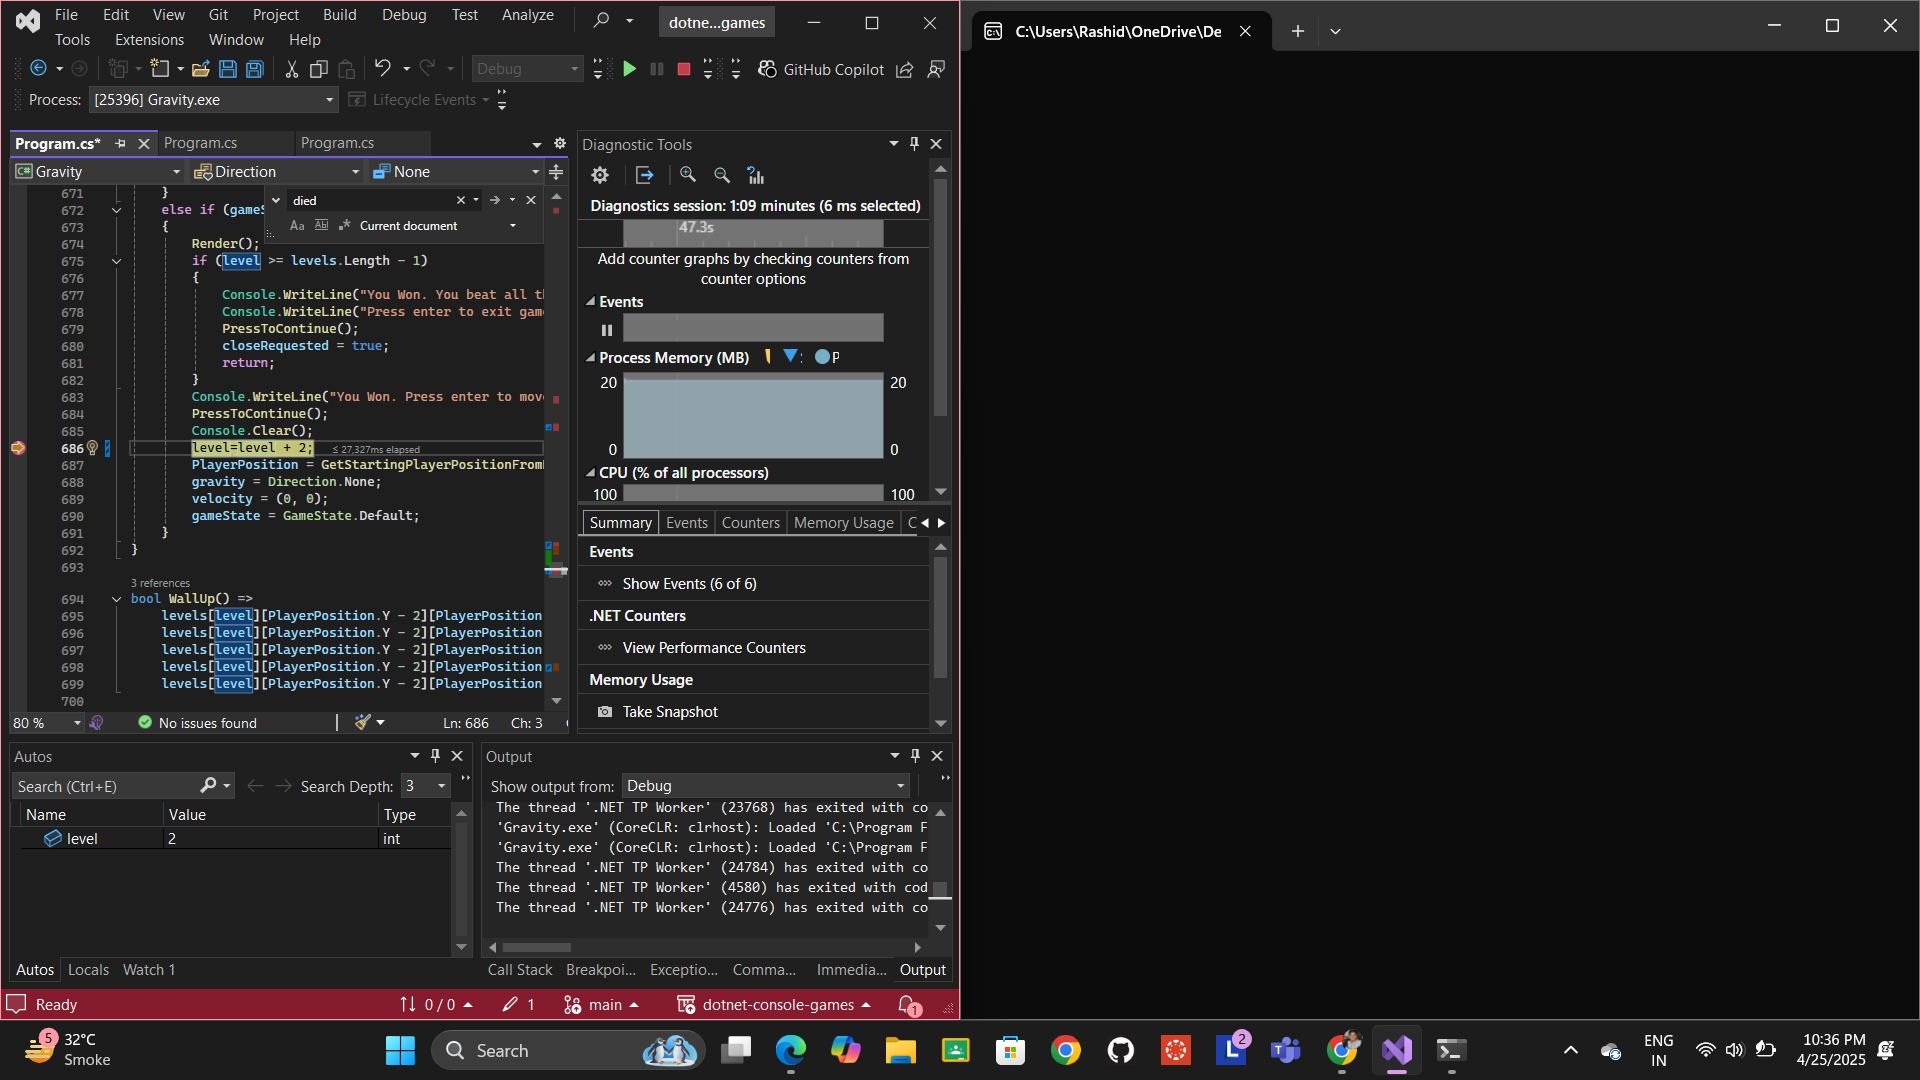 File Edit View Git Project Build Debug Test Analyze
Tools Extensions Window Help
dotne...games
Debug
GitHub Copilot
Process: [25396] Gravity.exe
Lifecycle Events
Program.cs*
Program.cs
Program.cs
Gravity
Direction
None
died
Aa
Current document
671 }
672 else if (game
673 {
674 Render();
675 if (level >= levels.Length - 1)
676 {
677 Console.WriteLine("You Won. You beat all t
678 Console.WriteLine("Press enter to exit gam
679 PressToContinue();
680 closeRequested = true;
681 return;
682 }
683 Console.WriteLine("You Won. Press enter to mov
684 PressToContinue();
685 Console.Clear();
686 level=level + 2; ≤ 27,327ms elapsed
687 PlayerPosition = GetStartingPlayerPositionFrom
688 gravity = Direction.None;
689 velocity = (0, 0);
690 gameState = GameState.Default;
691 }
692 }
693
3 references
694 bool WallUp() =>
695 levels[level][PlayerPosition.Y - 2][PlayerPosition
696 levels[level][PlayerPosition.Y - 2][PlayerPosition
697 levels[level][PlayerPosition.Y - 2][PlayerPosition
698 levels[level][PlayerPosition.Y - 2][PlayerPosition
699 levels[level][PlayerPosition.Y - 2][PlayerPosition
700
80 % No issues found Ln: 686 Ch: 3
Diagnostic Tools
Diagnostics session: 1:09 minutes (6 ms selected)
47.3s
Add counter graphs by checking counters from
counter options
Events
Process Memory (MB) P
20 20
0 0
CPU (% of all processors)
100 100
Summary Events Counters Memory Usage C
Events
Show Events (6 of 6)
.NET Counters
View Performance Counters
Memory Usage
Take Snapshot
Autos
Search (Ctrl+E) Search Depth: 3
Name Value Type
level 2 int
Autos Locals Watch 1
Output
Show output from: Debug
The thread '.NET TP Worker' (23768) has exited with co
'Gravity.exe' (CoreCLR: clrhost): Loaded 'C:\Program F
'Gravity.exe' (CoreCLR: clrhost): Loaded 'C:\Program F
The thread '.NET TP Worker' (24784) has exited with co
The thread '.NET TP Worker' (4580) has exited with cod
The thread '.NET TP Worker' (24776) has exited with co
Call Stack Breakpoi... Exceptio... Comma... Immedia... Output
Ready 0 / 0 1 main dotnet-console-games 1
C:\Users\Rashid\OneDrive\De
5
32°C
Smoke
Search
2
ENG
IN
10:36 PM
4/25/2025